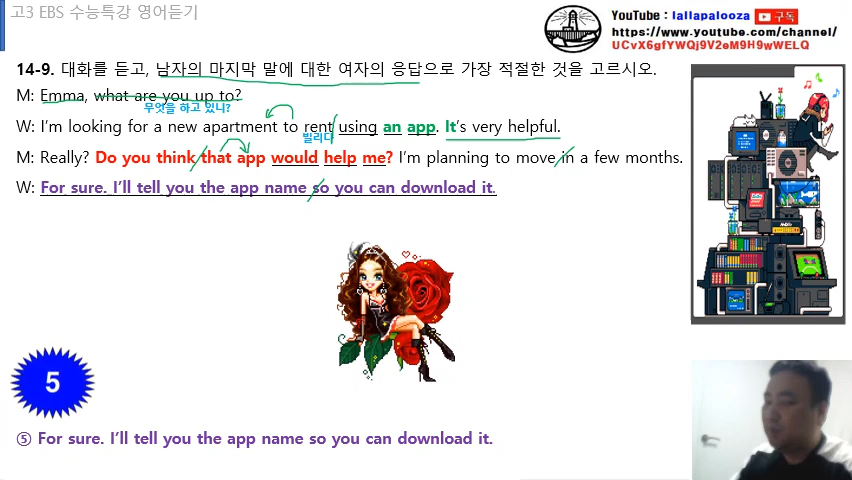 고3 EBS 수능특강 영어듣기
YouTube : lallapalooza 구독
https://www.youtube.com/channel/
UCvX6gfYWQj9V2eM9H9wWELQ
14-9. 대화를 듣고, 남자의 마지막 말에 대한 여자의 응답으로 가장 적절한 것을 고르시오.
M: Emma, what are you up to?
무엇을 하고 있니?
W: I’m looking for a new apartment to rent using an app. It’s very helpful.
빌리다
M: Really? Do you think that app would help me? I’m planning to move in a few months.
W: For sure. I’ll tell you the app name so you can download it.
5
⑤ For sure. I’ll tell you the app name so you can download it.